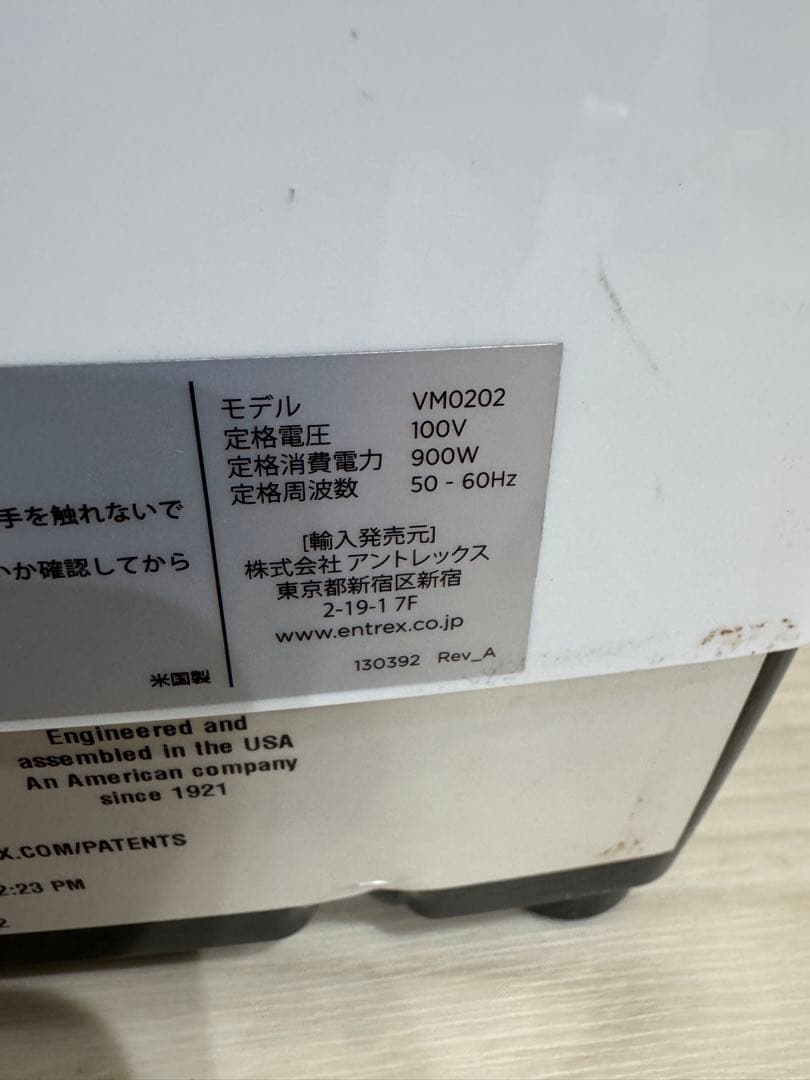 手を触れないで
いか確認してから
米国製
モデル VM0202
定格電圧 100V
定格消費電力 900W
定格周波数 50 - 60Hz
[輸入発売元]
株式会社 アントレックス
東京都新宿区新宿
2-19-1 7F
www.entrex.co.jp
130392 Rev_A
Engineered and
assembled in the USA
An American company
since 1921
X.COM/PATENTS
2:23 PM
2